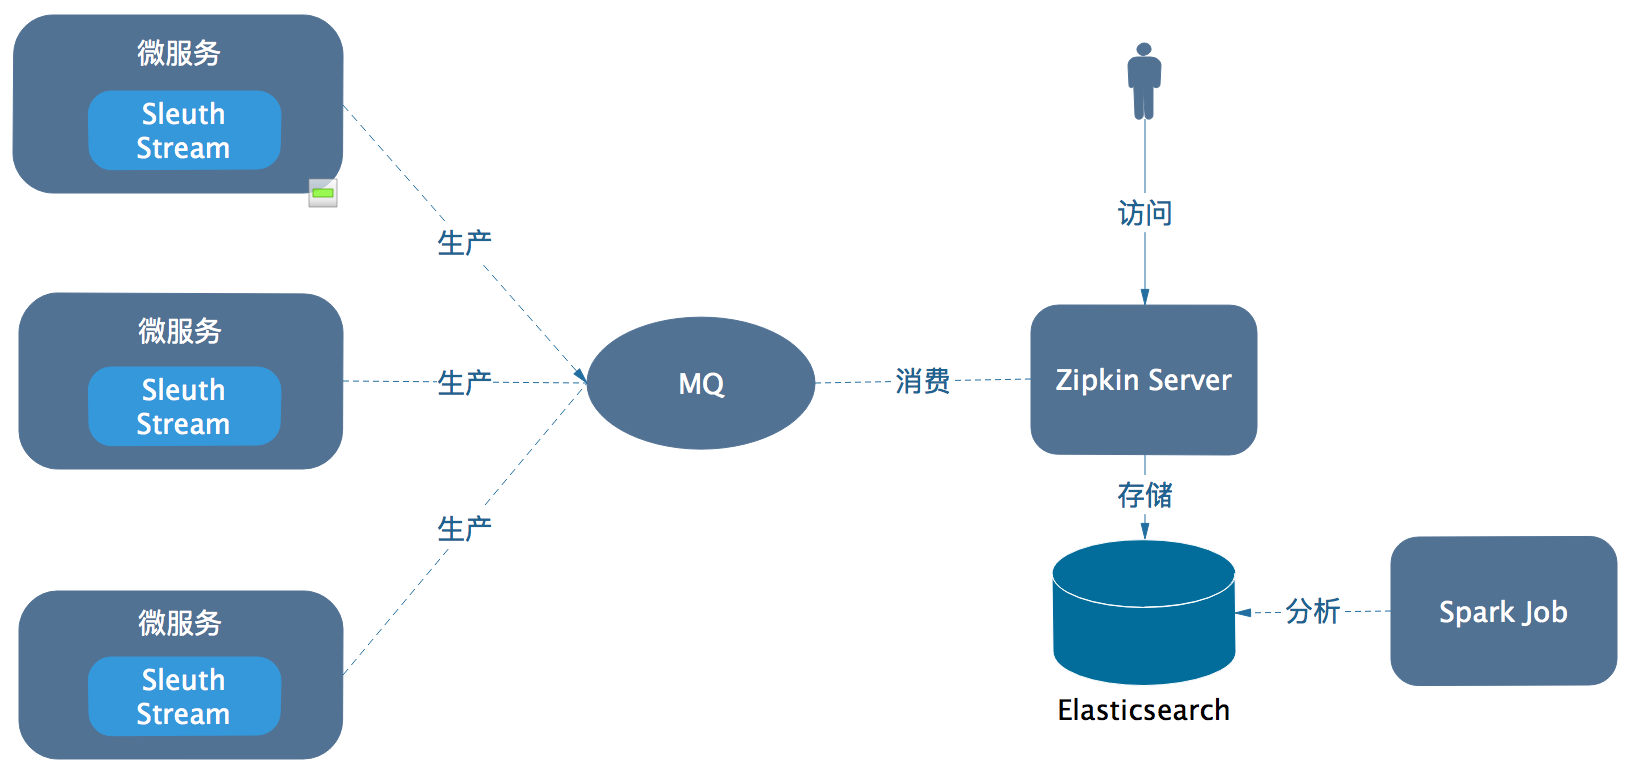 微服务
Sleuth
Stream
生产
微服务
Sleuth
Stream
生产
微服务
Sleuth
Stream
生产
MQ
消费
访问
Zipkin Server
存储
Elasticsearch
分析
Spark Job